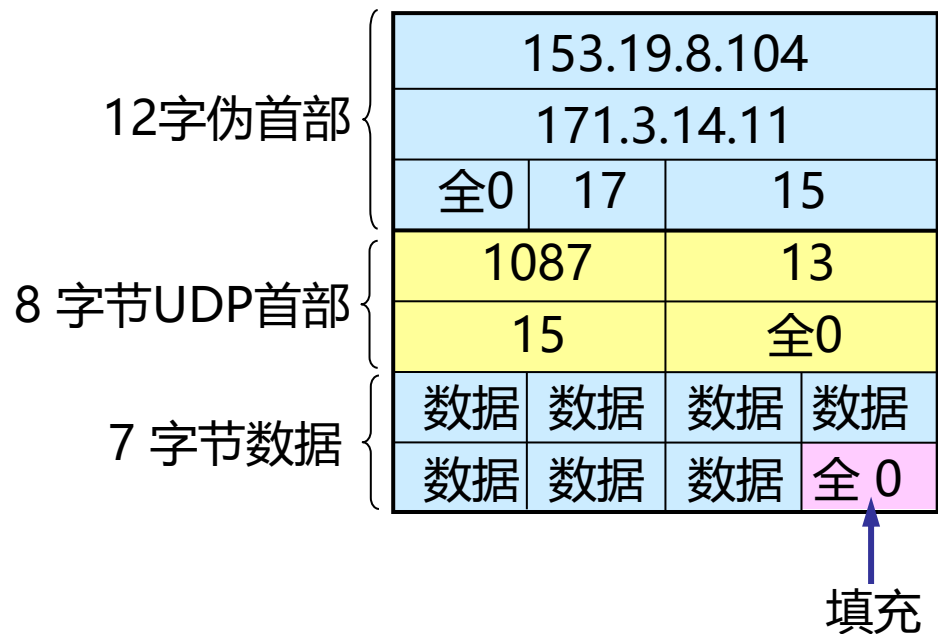 153.19.8.104
12字伪首部
171.3.14.11
全0 17 15
1087 13
8 字节UDP首部
15 全0
数据 数据 数据 数据
7 字节数据
数据 数据 数据 全 0
填充